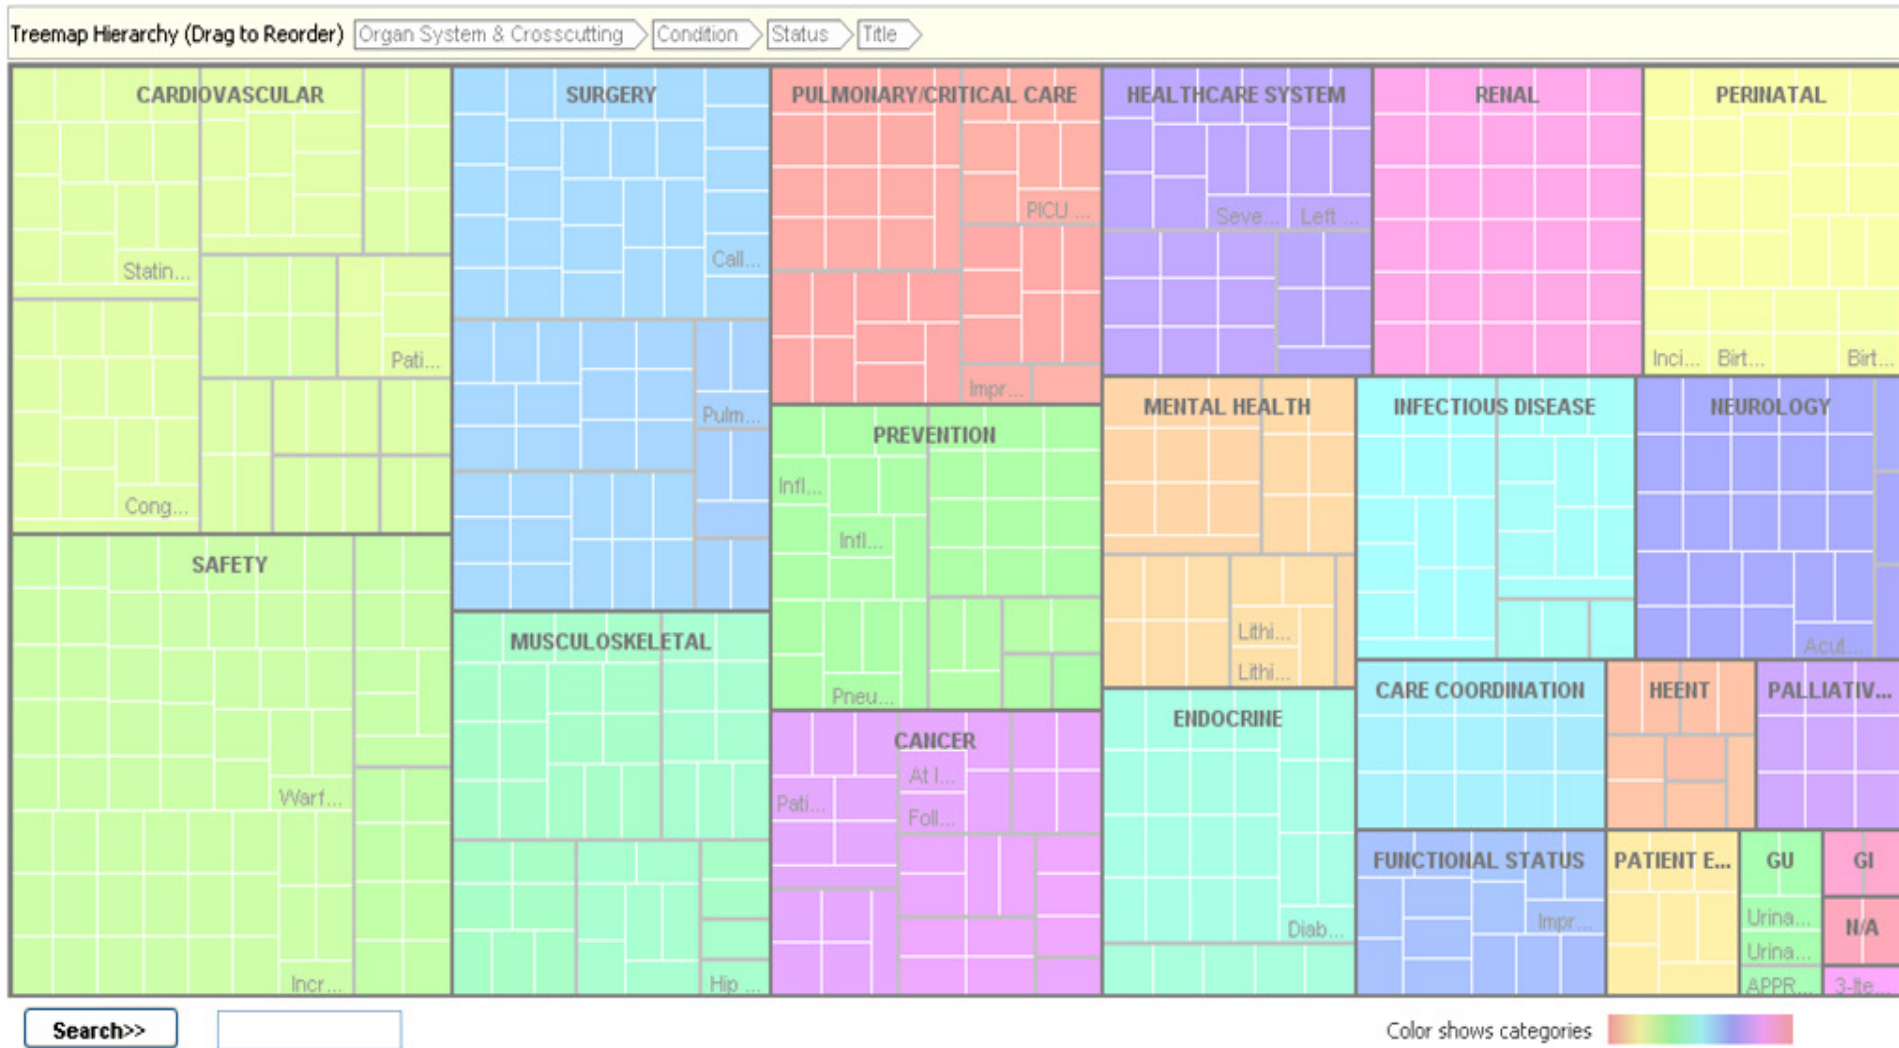 Treemap Hierarchy (Drag to Reorder) Organ System & Crosscutting Condition Status Title
CARDIOVASCULAR SURGERY PULMONARY/CRITICAL CARE HEALTHCARE SYSTEM RENAL PERINATAL
PICU ... Seve... Left ...
Statin... Call...
Pati... Inci... Birt... Birt...
Impr...
MENTAL HEALTH INFECTIOUS DISEASE NEUROLOGY
Pulm...
PREVENTION
Infl...
Cong...
Infl...
SAFETY
Lithi... Acut...
MUSCULOSKELETAL
Lithi...
CARE COORDINATION HEENT PALLIATIV...
Pneu...
ENDOCRINE
CANCER
At l...
Warf... Pati...
Foll...
FUNCTIONAL STATUS PATIENT E... GU GI
Diab... Impr... Urina... N/A
Urina...
Incr... Hip ... APPR... 3-Ite...
Search>> Color shows categories